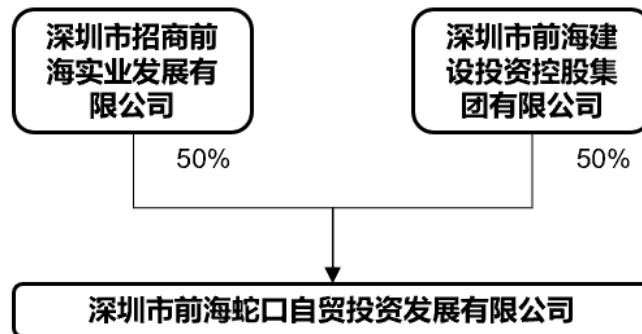 深圳市招商前
海实业发展有
限公司
深圳市前海建
设投资控股集
团有限公司
50%
50%
深圳市前海蛇口自贸投资发展有限公司